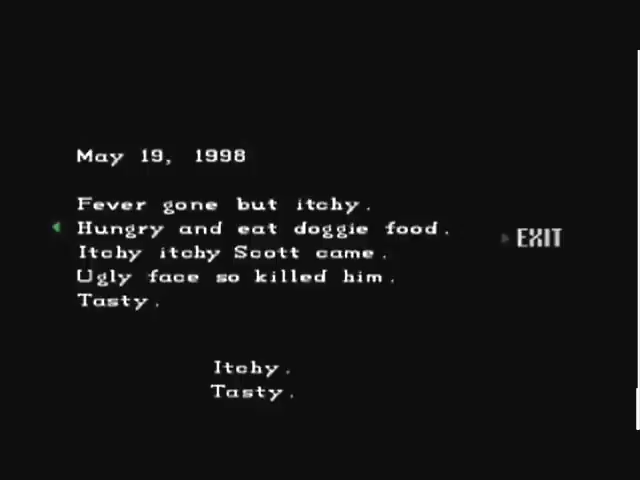 May 19, 1998
Fever gone but itchy.
Hungry and eat doggie food.
EXIT
Itchy itchy Scott came.
Ugly face so killed him.
Tasty.
Itchy.
Tasty.